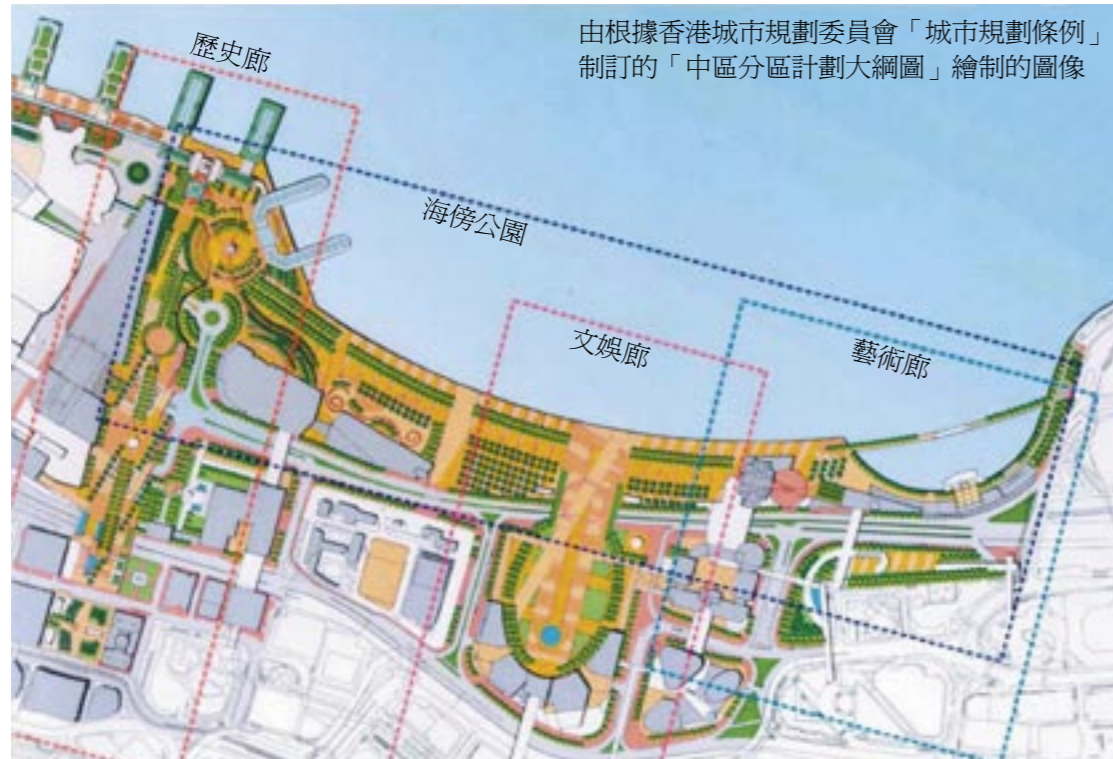 由根據香港城市規劃委員會「城市規劃條例」
制訂的「中區分區計劃大綱圖」繪制的圖像
歷史廊
海傍公園
文娛廊
藝術廊